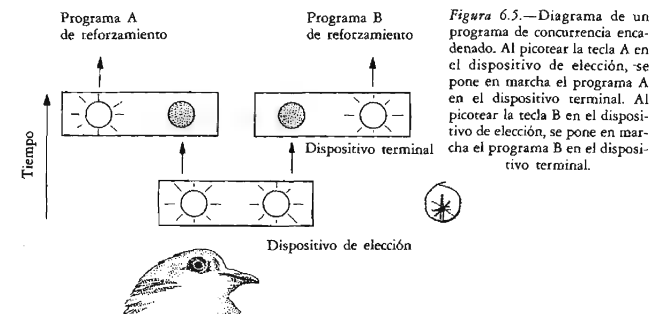 Programa A
de reforzamiento
Programa B
de reforzamiento
Tiempo
Dispositivo terminal
Dispositivo de elección
Figura 6.5.—Diagrama de un
programa de concurrencia enca-
denado. Al picotear la tecla A en
el dispositivo de elección, se
pone en marcha el programa A
en el dispositivo terminal. Al
picotear la tecla B en el disposi-
tivo de elección, se pone en mar-
cha el programa B en el disposi-
tivo terminal.